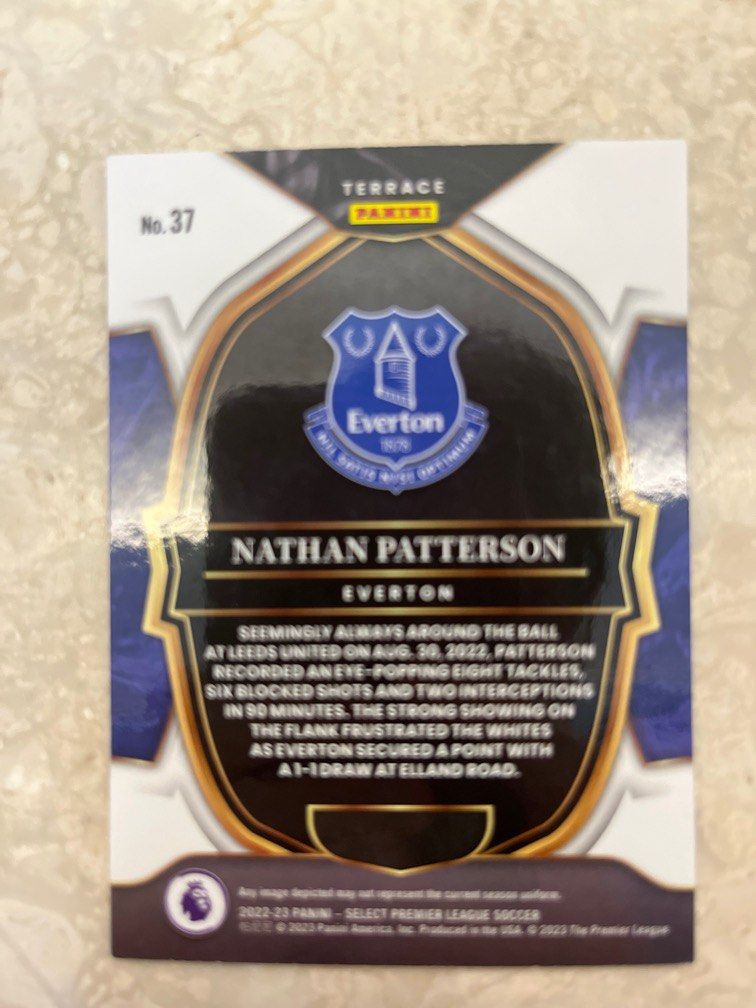 TERRACE
PANINI
No. 37
Everton
1878
NIL SATIS NISI OPTIMUM
NATHAN PATTERSON
EVERTON
SEEMINGLY ALWAYS AROUND THE BALL
AT LEEDS UNITED ON AUG. 30, 2022, PATTERSON
RECORDED AN EYE-POPPING EIGHT TACKLES,
SIX BLOCKED SHOTS AND TWO INTERCEPTIONS
IN 90 MINUTES. THE STRONG SHOWING ON
THE FLANK FRUSTRATED THE WHITES
AS EVERTON SECURED A POINT WITH
A 1-1 DRAW AT ELLAND ROAD.
Any image depicted may not represent the current season uniform.
2022-23 PANINI – SELECT PREMIER LEAGUE SOCCER
© 2023 Panini America, Inc. Produced in the USA. © 2023 The Premier League